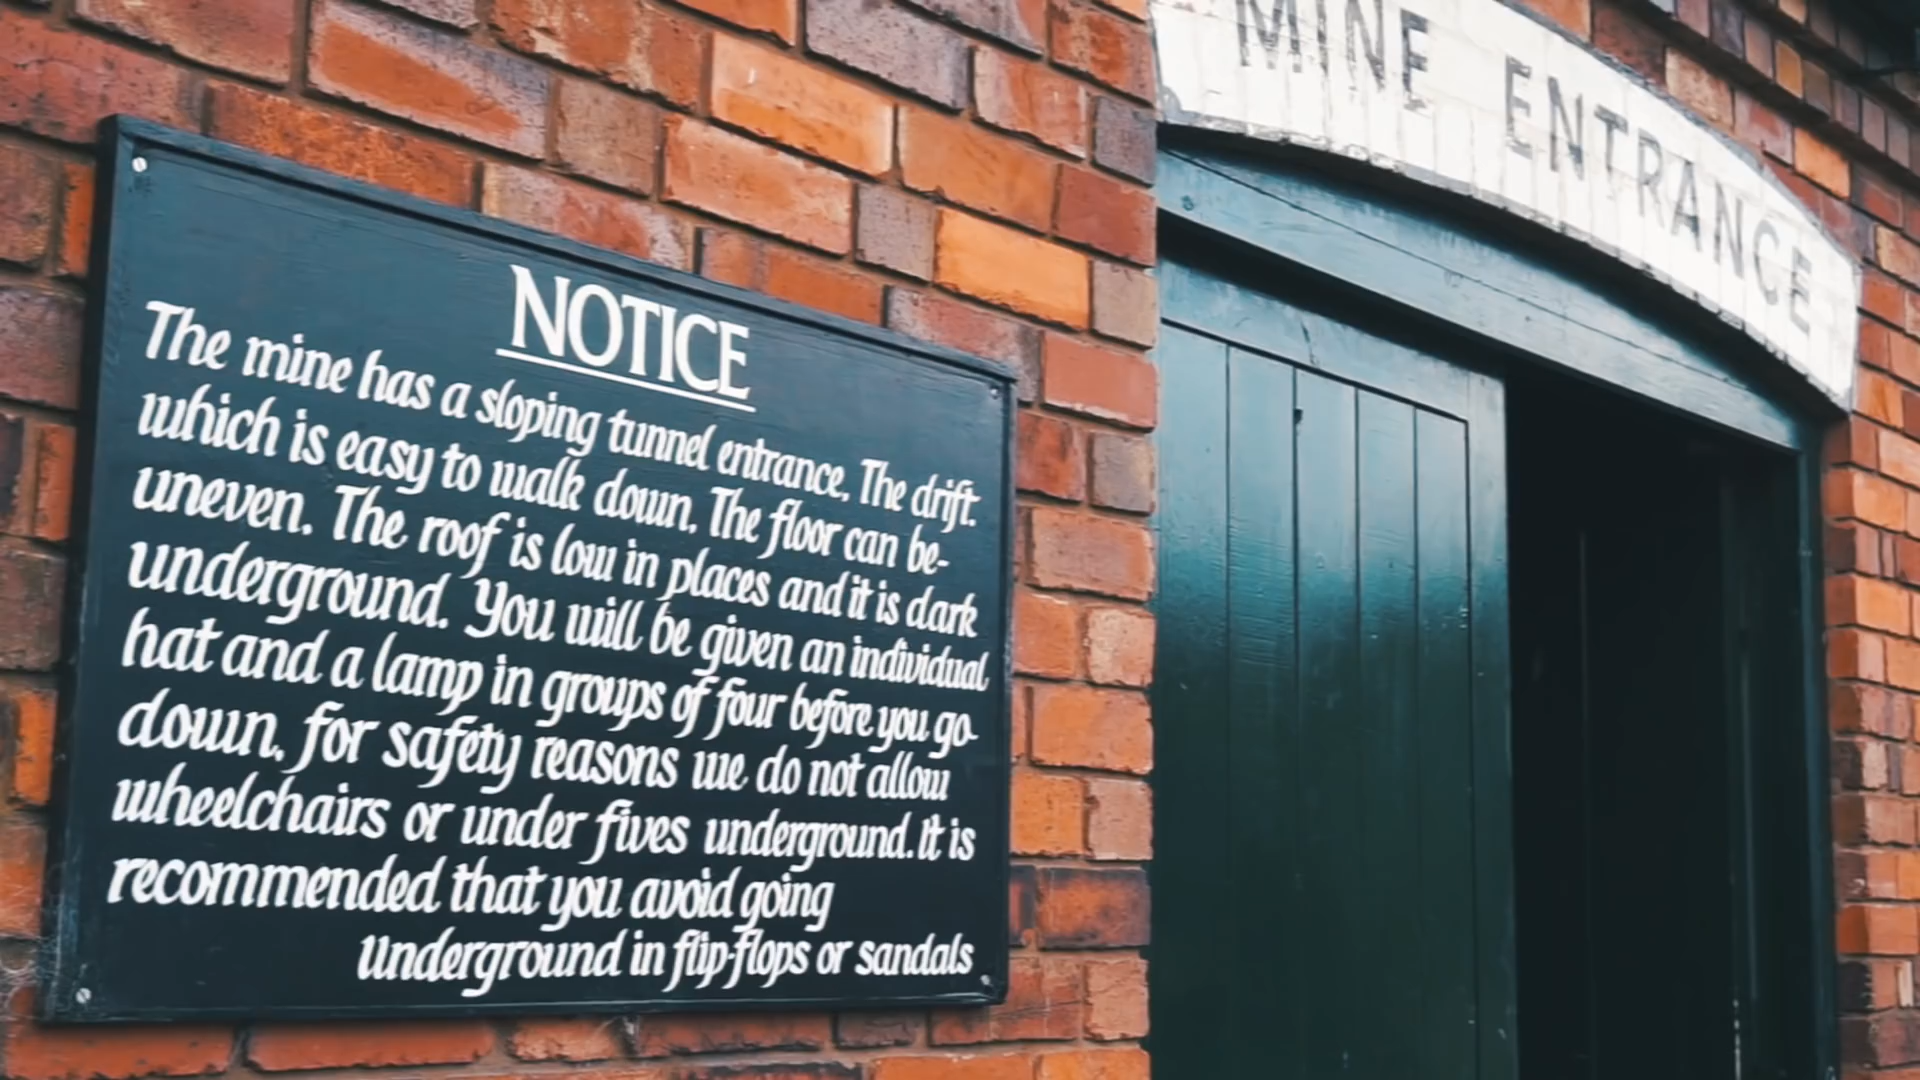 NOTICE
The mine has a sloping tunnel entrance, The drift.
which is easy to walk down. The floor can be-
uneven. The roof is low in places and it is dark
underground. You will be given an individual
hat and a lamp in groups of four before you go-
down, for safety reasons we do not allow
wheelchairs or under fives underground. It is
recommended that you avoid going
underground in flip-flops or sandals
MINE ENTRANCE